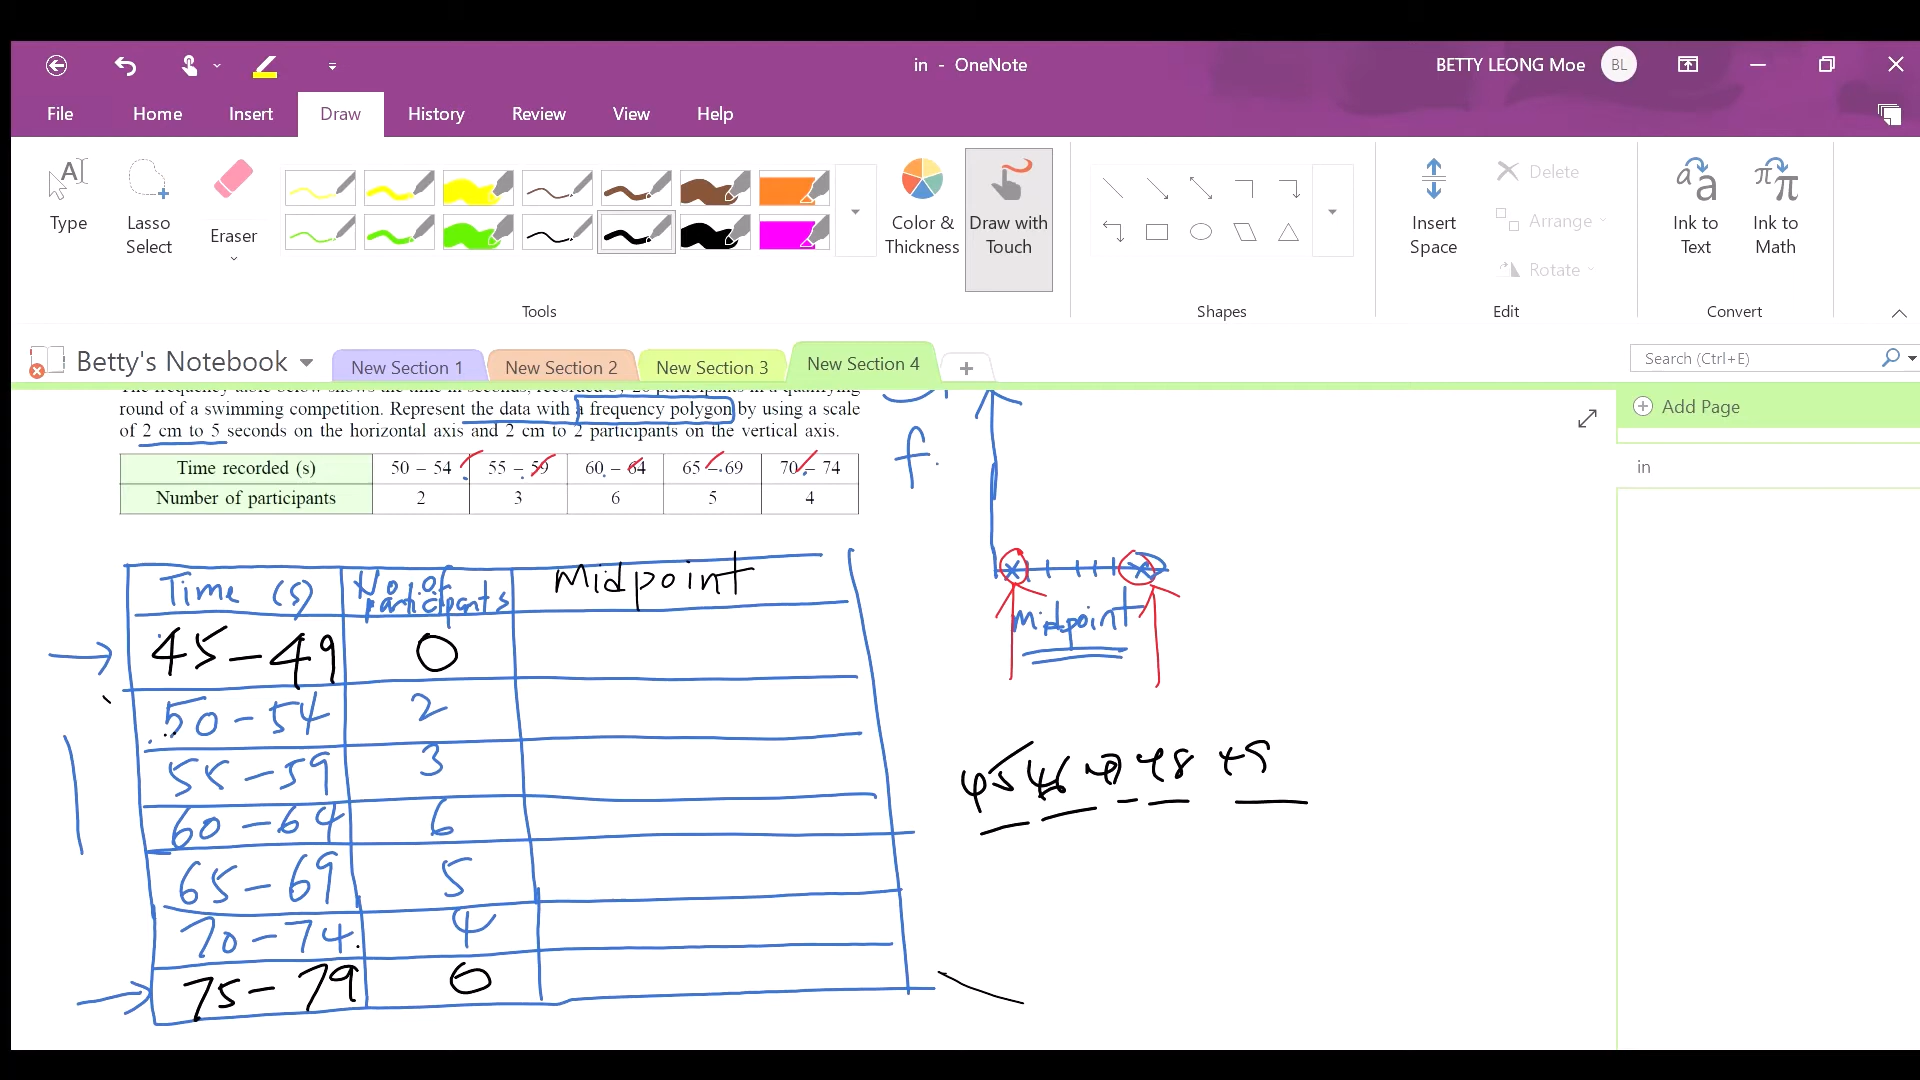 in - OneNote
BETTY LEONG Moe BL
File Home Insert Draw History Review View Help
Type
Lasso Select
Eraser
Color & Thickness
Draw with Touch
Insert Space
Delete
Arrange
Rotate
Ink to Text
Ink to Math
Tools Shapes Edit Convert
Betty's Notebook New Section 1 New Section 2 New Section 3 New Section 4
Search (Ctrl+E)
Add Page
in
round of a swimming competition. Represent the data with a frequency polygon by using a scale
of 2 cm to 5 seconds on the horizontal axis and 2 cm to 2 participants on the vertical axis.
Time recorded (s) 50 – 54 55 – 59 60 – 64 65 – 69 70 – 74
Number of participants 2 3 6 5 4
f
midpoint
Time (s) No. of participants Midpoint
45 – 49 0
50 – 54 2
55 – 59 3
60 – 64 6
65 – 69 5
70 – 74 4
75 – 79 0
45 46 47 48 49